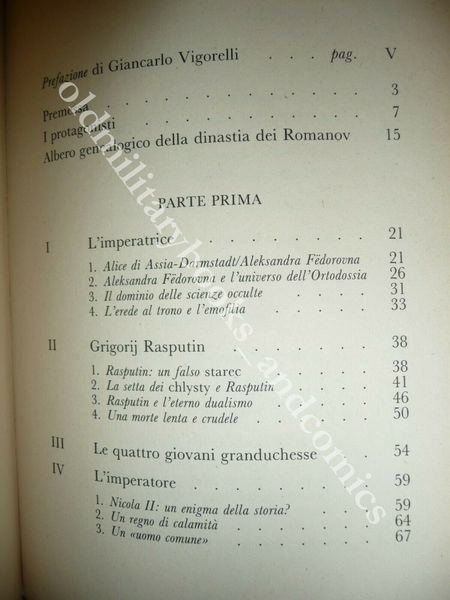 Prefazione di Giancarlo Vigorelli . . . pag. V
Premessa . . . . . . . . . 3
I protagonisti . . . . . . . . 7
Albero genealogico della dinastia dei Romanov 15
PARTE PRIMA
I L'imperatrice . . . . . . . 21
1. Alice di Assia-Darmstadt/Aleksandra Fëdorovna 21
2. Aleksandra Fëdorovna e l'universo dell'Ortodossia 26
3. Il dominio delle scienze occulte . . . . 31
4. L'erede al trono e l'emofilia . . . . 33
II Grigorij Rasputin . . . . . . 38
1. Rasputin: un falso starec . . . . . 38
2. La setta dei chlysty e Rasputin . . . . 41
3. Rasputin e l'eterno dualismo . . . . 46
4. Una morte lenta e crudele . . . . . 50
III Le quattro giovani granduchesse . . . 54
IV L'imperatore . . . . . . . 59
1. Nicola II: un enigma della storia? . . . 59
2. Un regno di calamità . . . . . . 64
3. Un «uomo comune» . . . . . . 67
oldmilitarybooks_andcomics